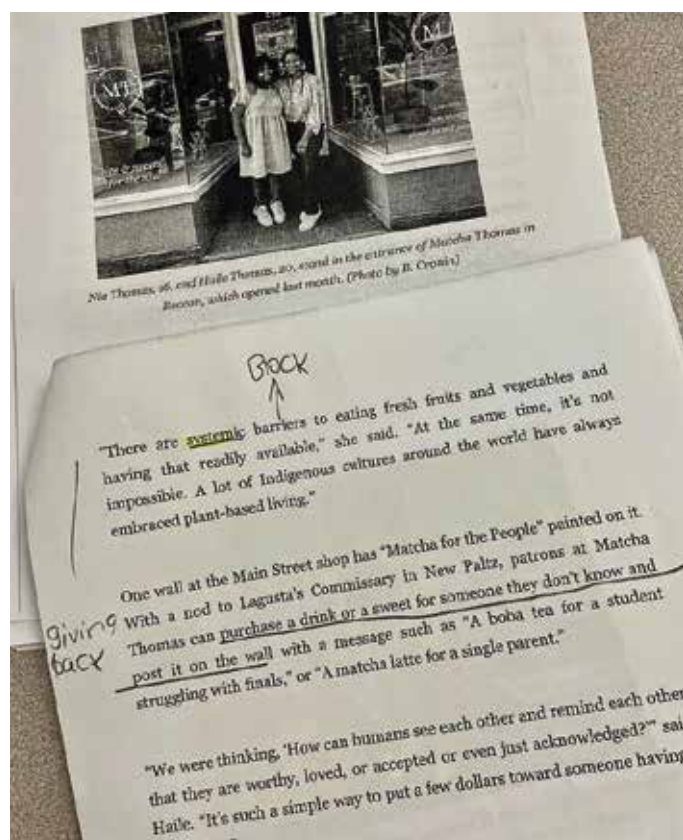 MT
Nia Thomas, 26, and Haile Thomas, 20, stand in the entrance of Matcha Thomas in
Beacon, which opened last month. (Photo by B. Cronin)
BOCK
"There are systemic barriers to eating fresh fruits and vegetables and
having that readily available," she said. "At the same time, it's not
impossible. A lot of Indigenous cultures around the world have always
embraced plant-based living."
One wall at the Main Street shop has "Matcha for the People" painted on it.
With a nod to Lagusta's Commissary in New Paltz, patrons at Matcha
Thomas can purchase a drink or a sweet for someone they don't know and
post it on the wall with a message such as "A boba tea for a student
struggling with finals," or "A matcha latte for a single parent."
giving
back
"We were thinking, 'How can humans see each other and remind each other
that they are worthy, loved, or accepted or even just acknowledged?'" sai
Haile. "It's such a simple way to put a few dollars toward someone having